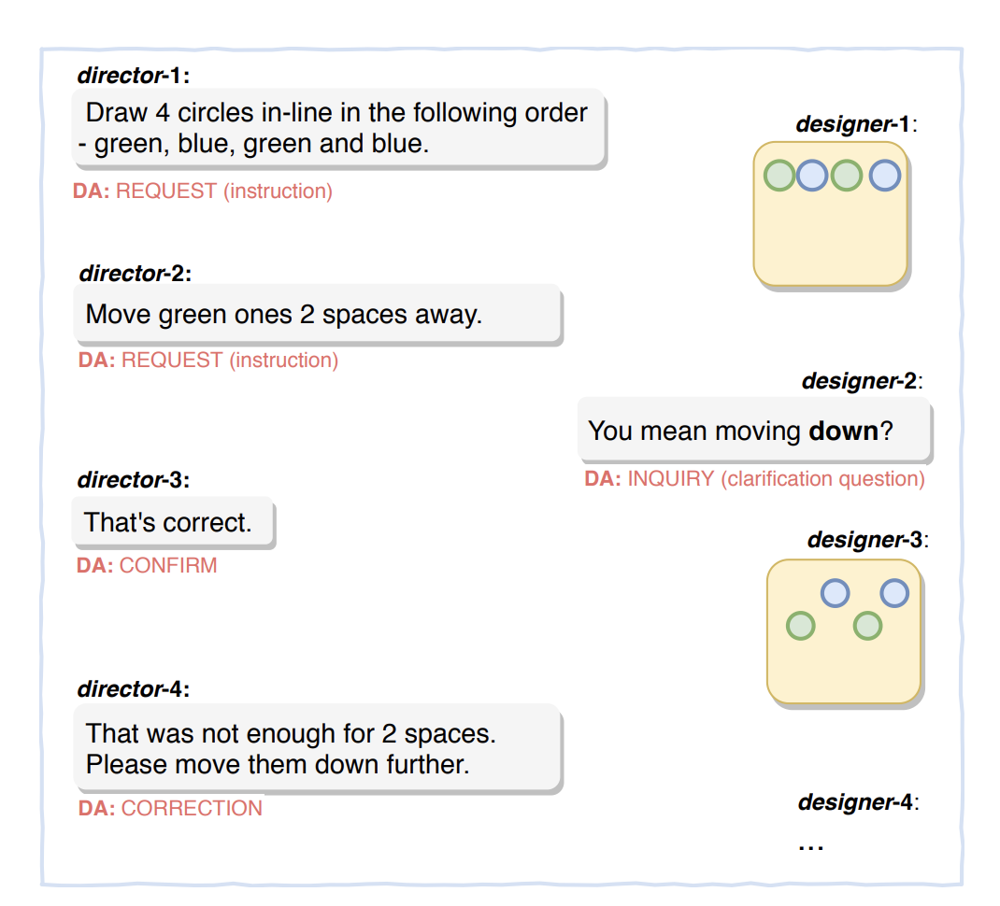 director-1:
Draw 4 circles in-line in the following order
- green, blue, green and blue.
DA: REQUEST (instruction)
designer-1:
director-2:
Move green ones 2 spaces away.
DA: REQUEST (instruction)
designer-2:
You mean moving down?
DA: INQUIRY (clarification question)
director-3:
That's correct.
DA: CONFIRM
designer-3:
director-4:
That was not enough for 2 spaces.
Please move them down further.
DA: CORRECTION
designer-4:
...